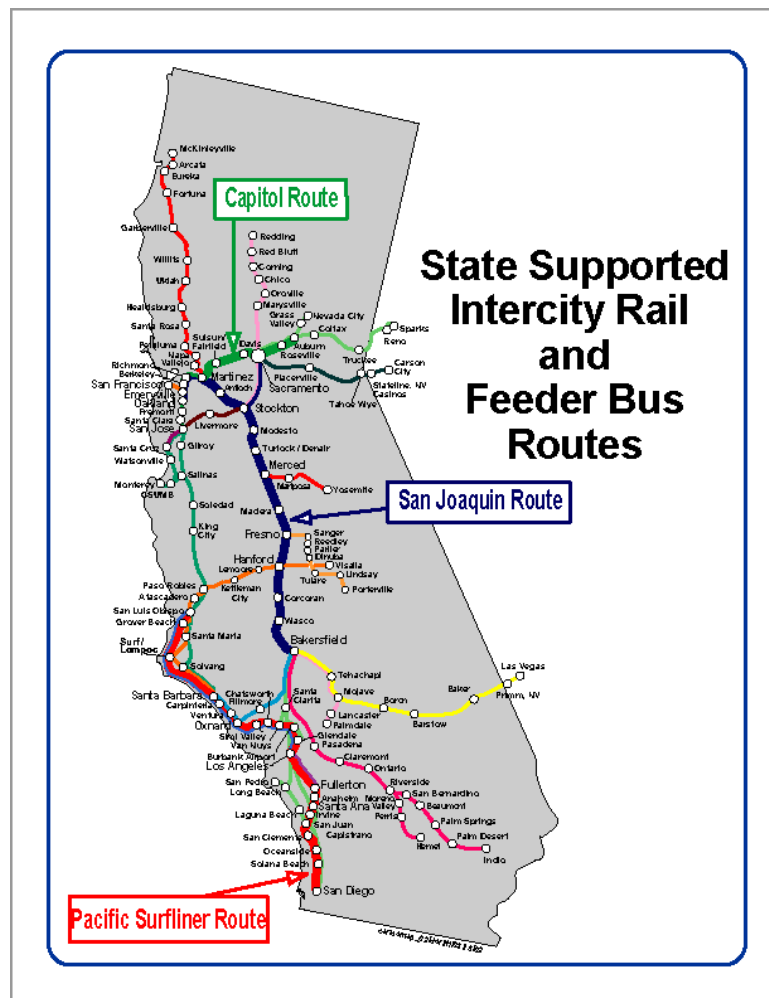 McKinleyville
Arcata
Eureka
Fortuna
Capitol Route
Garberville
Redding
Red Bluff
Willits
Corning
Chico
Ukiah
Oroville
State Supported
Intercity Rail
and
Feeder Bus
Routes
Healdsburg
Marysville
Grass
Valley
Nevada City
Santa Rosa
Colfax
Sparks
Reno
Petaluma
Suisun/
Fairfield
Davis
Auburn
Roseville
Napa
Vallejo
Truckee
Richmond
Berkeley
Martinez
Placerville
Carson
City
San Francisco
Antioch
Sacramento
Stateline, NV
Casinos
Emeryville
Oakland
Stockton
Tahoe Wye
Fremont
Santa Clara
Livermore
San Jose
Modesto
Santa Cruz
Gilroy
Turlock / Denair
Watsonville
Merced
Salinas
Mariposa
Yosemite
Monterey
CSUMB
San Joaquin Route
Soledad
Madera
King
City
Fresno
Sanger
Reedley
Parlier
Dinuba
Hanford
Lemoore
Visalia
Lindsay
Paso Robles
Kettleman
City
Tulare
Porterville
Atascadero
Corcoran
San Luis Obispo
Grover Beach
Wasco
Santa Maria
Surf /
Lompoc
Bakersfield
Solvang
Tehachapi
Las Vegas
Santa Barbara
Chatsworth
Fillmore
Santa
Clarita
Mojave
Baker
Primm, NV
Carpinteria
Boron
Ventura
Lancaster
Palmdale
Barstow
Oxnard
Simi Valley
Van Nuys
Glendale
Pasadena
Burbank Airport
Los Angeles
Claremont
Ontario
San Pedro
Long Beach
Fullerton
Riverside
San Bernardino
Anaheim
Moreno
Valley
Beaumont
Santa Ana
Laguna Beach
Irvine
Perris
Palm Springs
San Juan
Capistrano
San Clemente
Hemet
Palm Desert
Oceanside
Indio
Solana Beach
San Diego
Pacific Surfliner Route